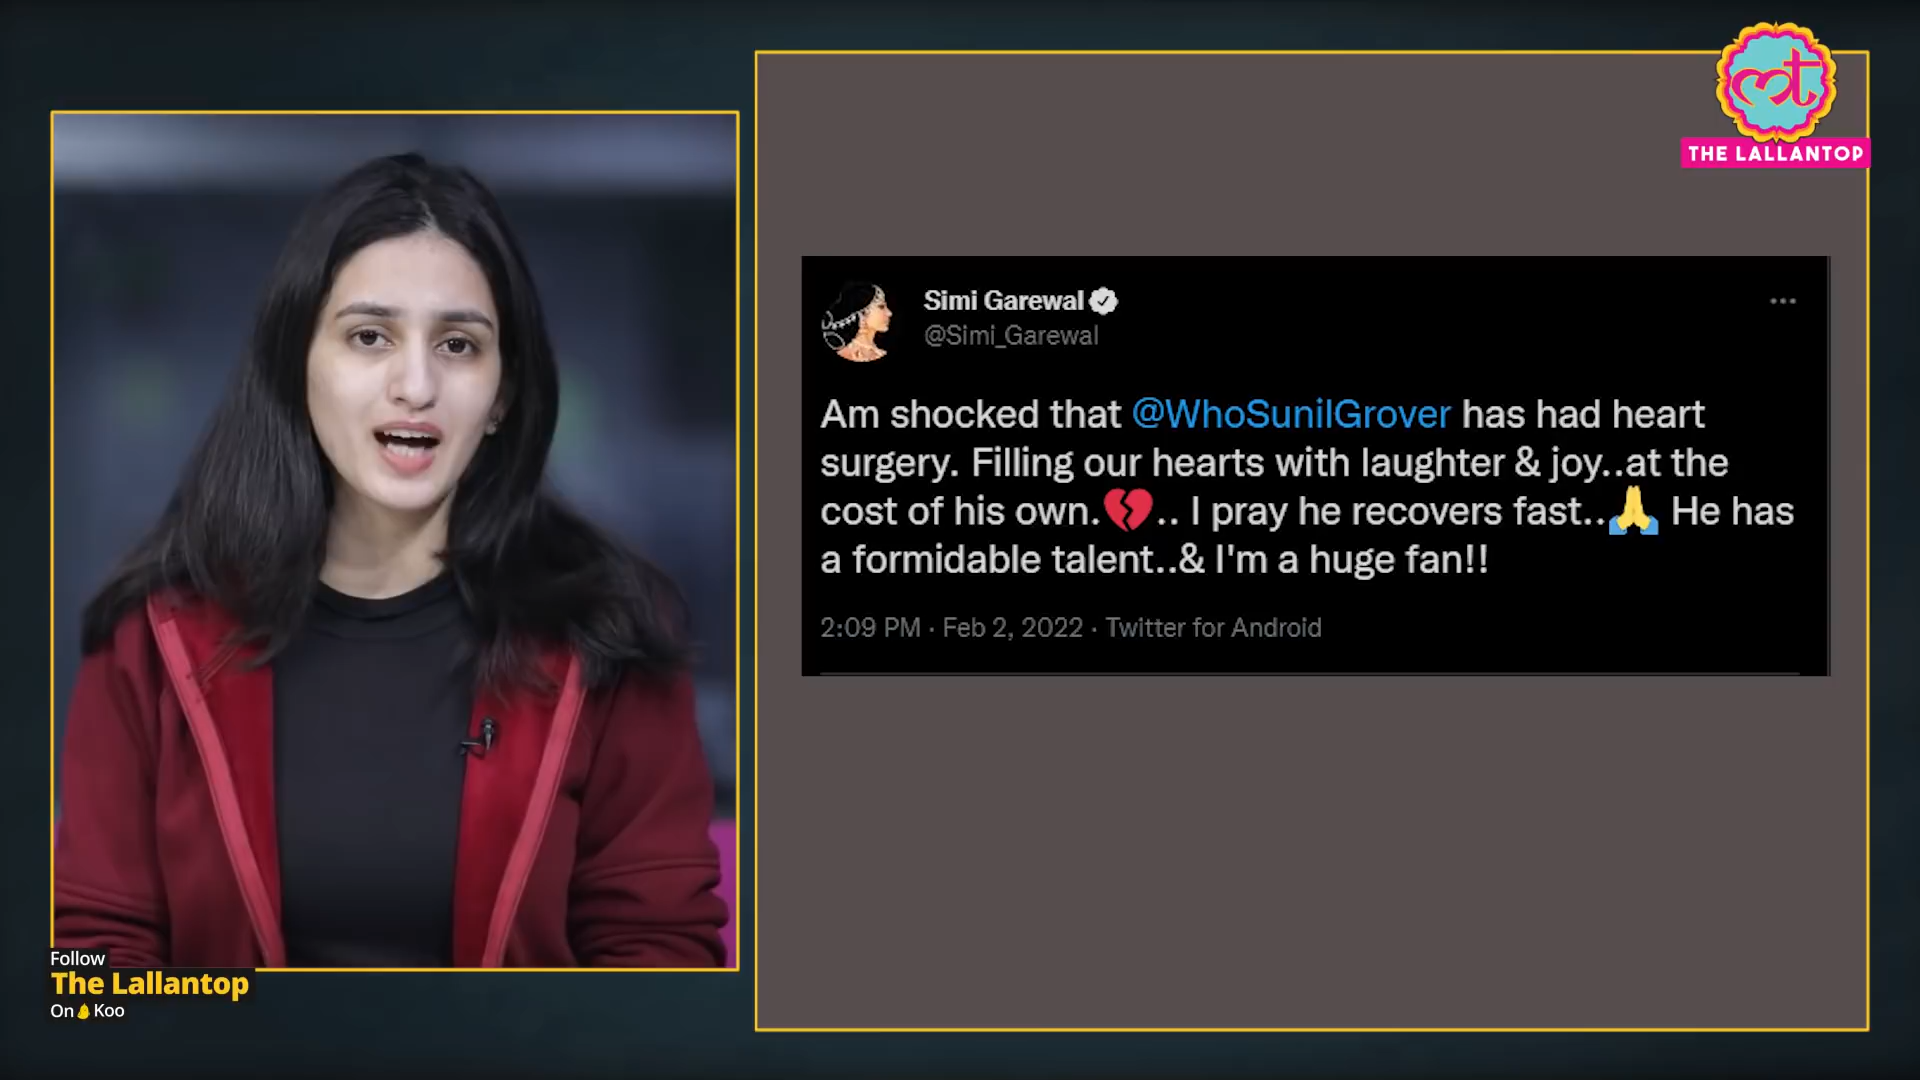 THE LALLANTOP
Simi Garewal
@Simi_Garewal
Am shocked that @WhoSunilGrover has had heart
surgery. Filling our hearts with laughter & joy..at the
cost of his own.💔.. I pray he recovers fast..🙏 He has
a formidable talent..& I'm a huge fan!!
2:09 PM · Feb 2, 2022 · Twitter for Android
Follow
The Lallantop
On Koo